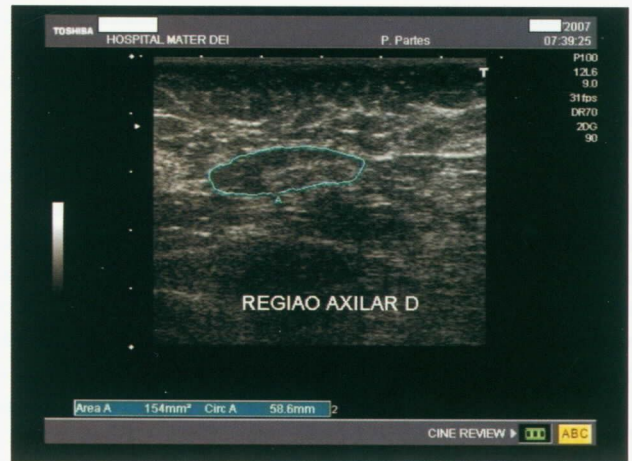 TOSHIBA
/2007
HOSPITAL MATER DEI
P. Partes
07:39:25
P100
12L6
9.0
31fps
DR70
2DG
90
T
A
REGIAO AXILAR D
Area A 154mm² Circ A 58.6mm 2
CINE REVIEW
ABC